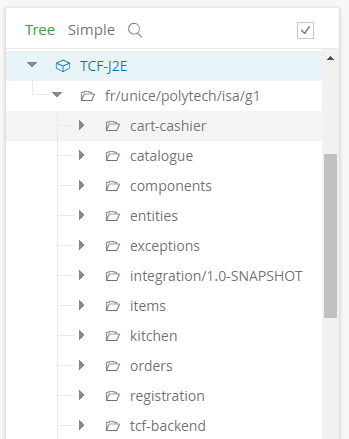 Tree Simple
TCF-J2E
fr/unice/polytech/isa/g1
cart-cashier
catalogue
components
entities
exceptions
integration/1.0-SNAPSHOT
items
kitchen
orders
registration
tcf-backend